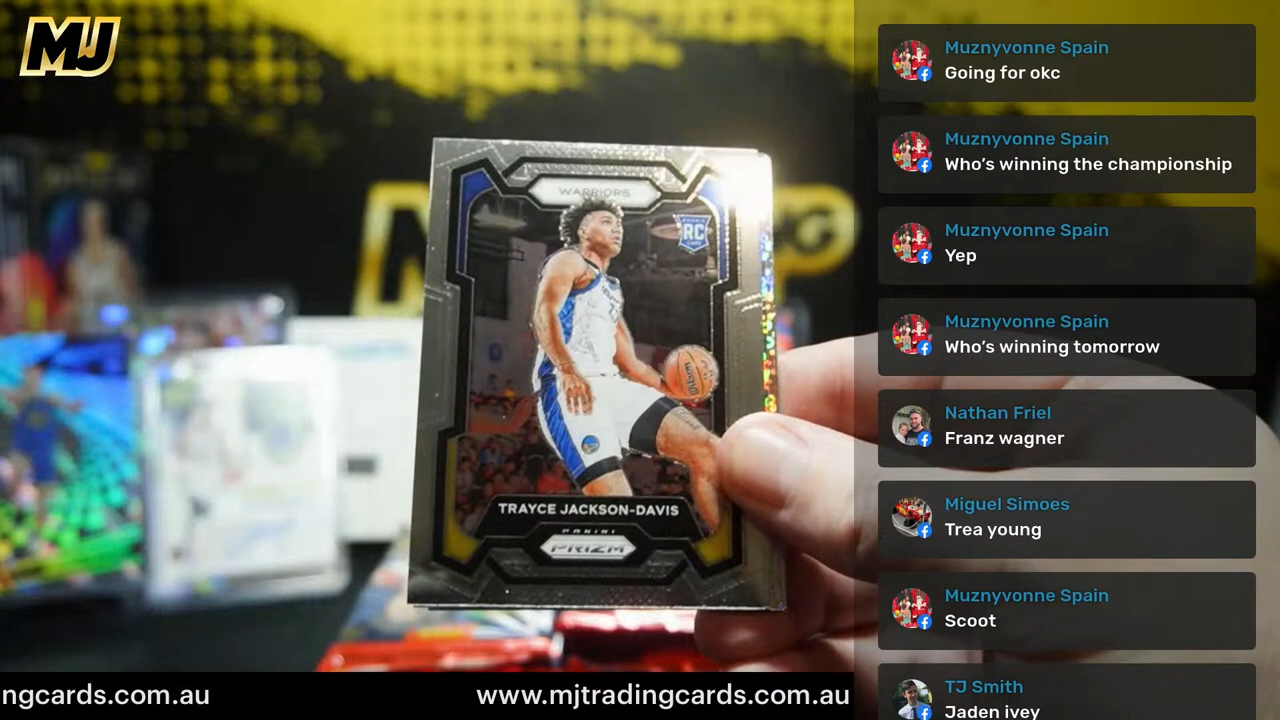 MJ
WARRIORS
RC
TRAYCE JACKSON-DAVIS
PANINI
PRIZM
Wilson
ngcards.com.au
www.mjtradingcards.com.au
Muznyvonne Spain
Going for okc
Muznyvonne Spain
Who’s winning the championship
Muznyvonne Spain
Yep
Muznyvonne Spain
Who’s winning tomorrow
Nathan Friel
Franz wagner
Miguel Simoes
Trea young
Muznyvonne Spain
Scoot
TJ Smith
Jaden ivey